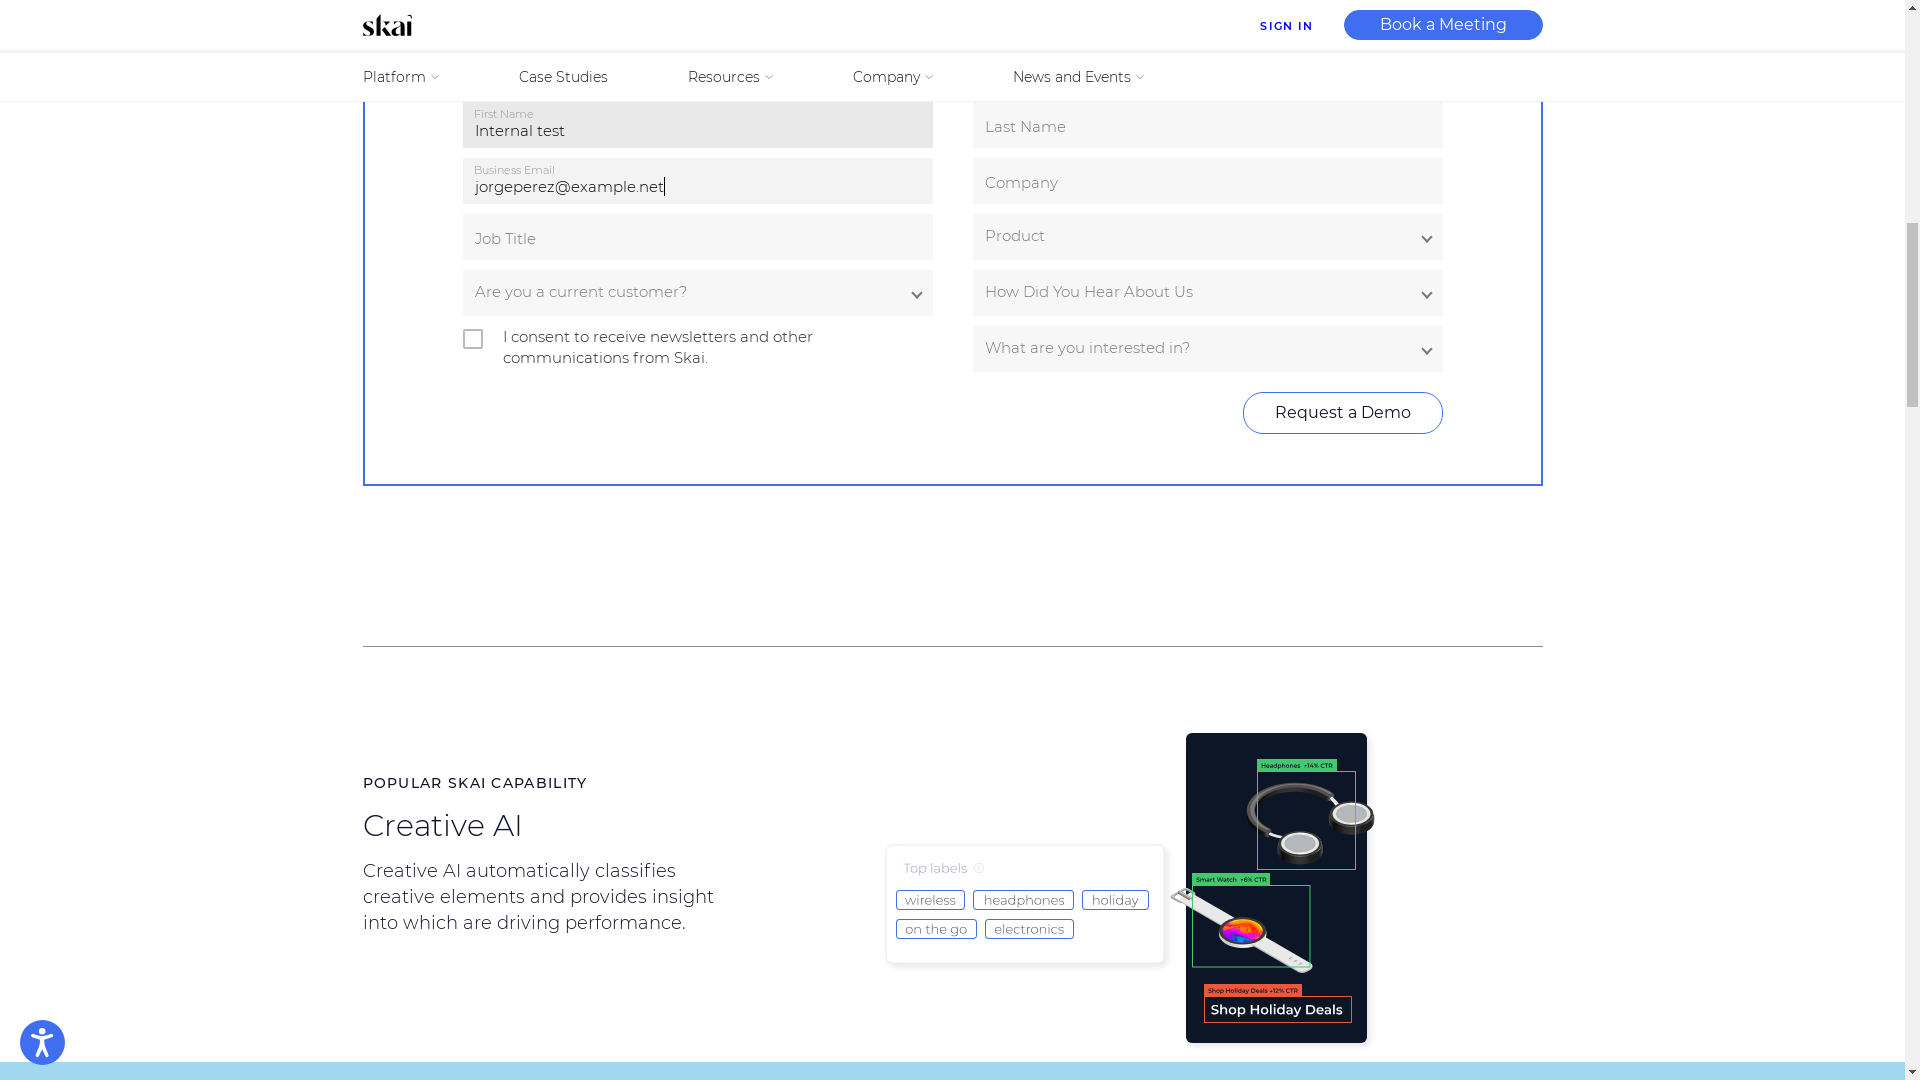 skai
SIGN IN
Book a Meeting
Platform
Case Studies
Resources
Company
News and Events
First Name
Internal test
Last Name
Business Email
jorgeperez@example.net
Company
Job Title
Product
Are you a current customer?
How Did You Hear About Us
I consent to receive newsletters and other
communications from Skai.
What are you interested in?
Request a Demo
POPULAR SKAI CAPABILITY
Creative AI
Creative AI automatically classifies
creative elements and provides insight
into which are driving performance.
Top labels
wireless
headphones
holiday
on the go
electronics
Headphones +14% CTR
Smart Watch +6% CTR
Shop Holiday Deals +12% CTR
Shop Holiday Deals